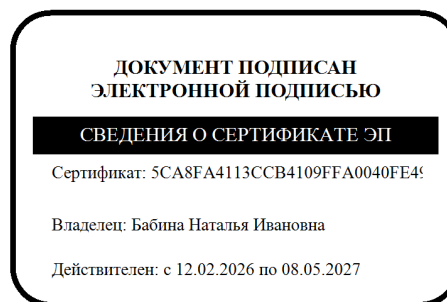 ДОКУМЕНТ ПОДПИСАН
ЭЛЕКТРОННОЙ ПОДПИСЬЮ
СВЕДЕНИЯ О СЕРТИФИКАТЕ ЭП
Сертификат: 5CA8FA4113CCB4109FFA0040FE49
Владелец: Бабина Наталья Ивановна
Действителен: с 12.02.2026 по 08.05.2027